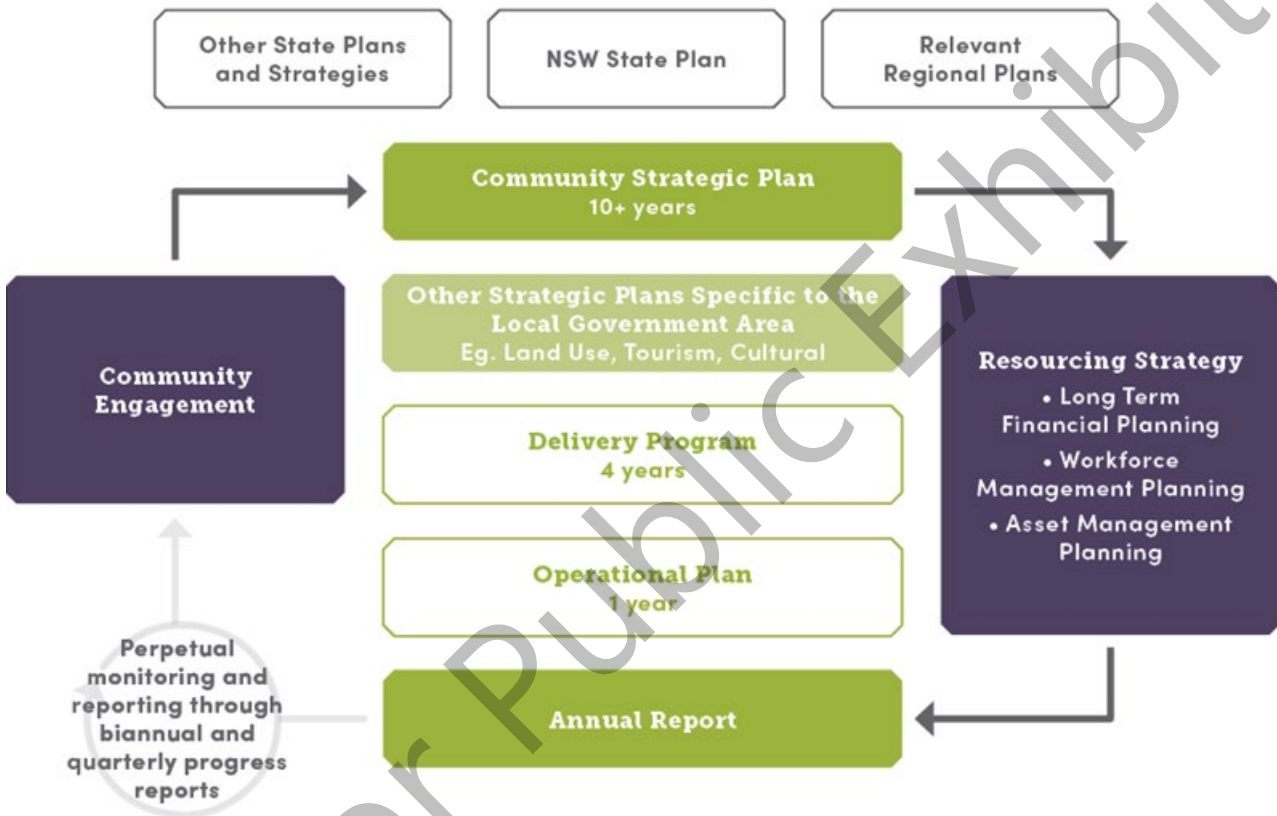 Other State Plans
and Strategies
NSW State Plan
Relevant
Regional Plans
Community Strategic Plan
10+ years
Other Strategic Plans Specific to the
Local Government Area
Eg. Land Use, Tourism, Cultural
Community
Engagement
Resourcing Strategy
• Long Term
Financial Planning
• Workforce
Management Planning
• Asset Management
Planning
Delivery Program
4 years
Operational Plan
1 year
Perpetual
monitoring and
reporting through
biannual and
quarterly progress
reports
Annual Report
Public